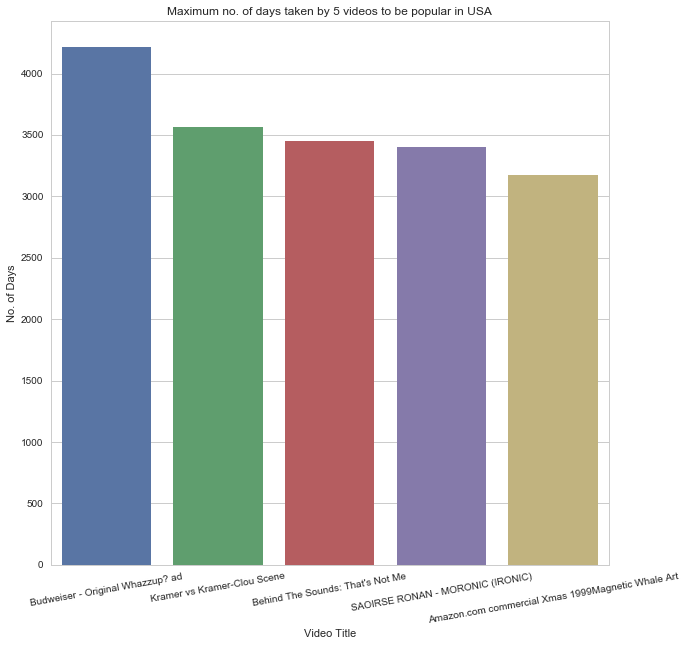 Maximum no. of days taken by 5 videos to be popular in USA
4000
3500
3000
2500
2000
1500
1000
500
0
No. of Days
Budweiser - Original Whazzup? ad
Kramer vs Kramer-Clou Scene
Behind The Sounds: That's Not Me
SAOIRSE RONAN - MORONIC (IRONIC)
Amazon.com commercial Xmas 1999Magnetic Whale Art
Video Title